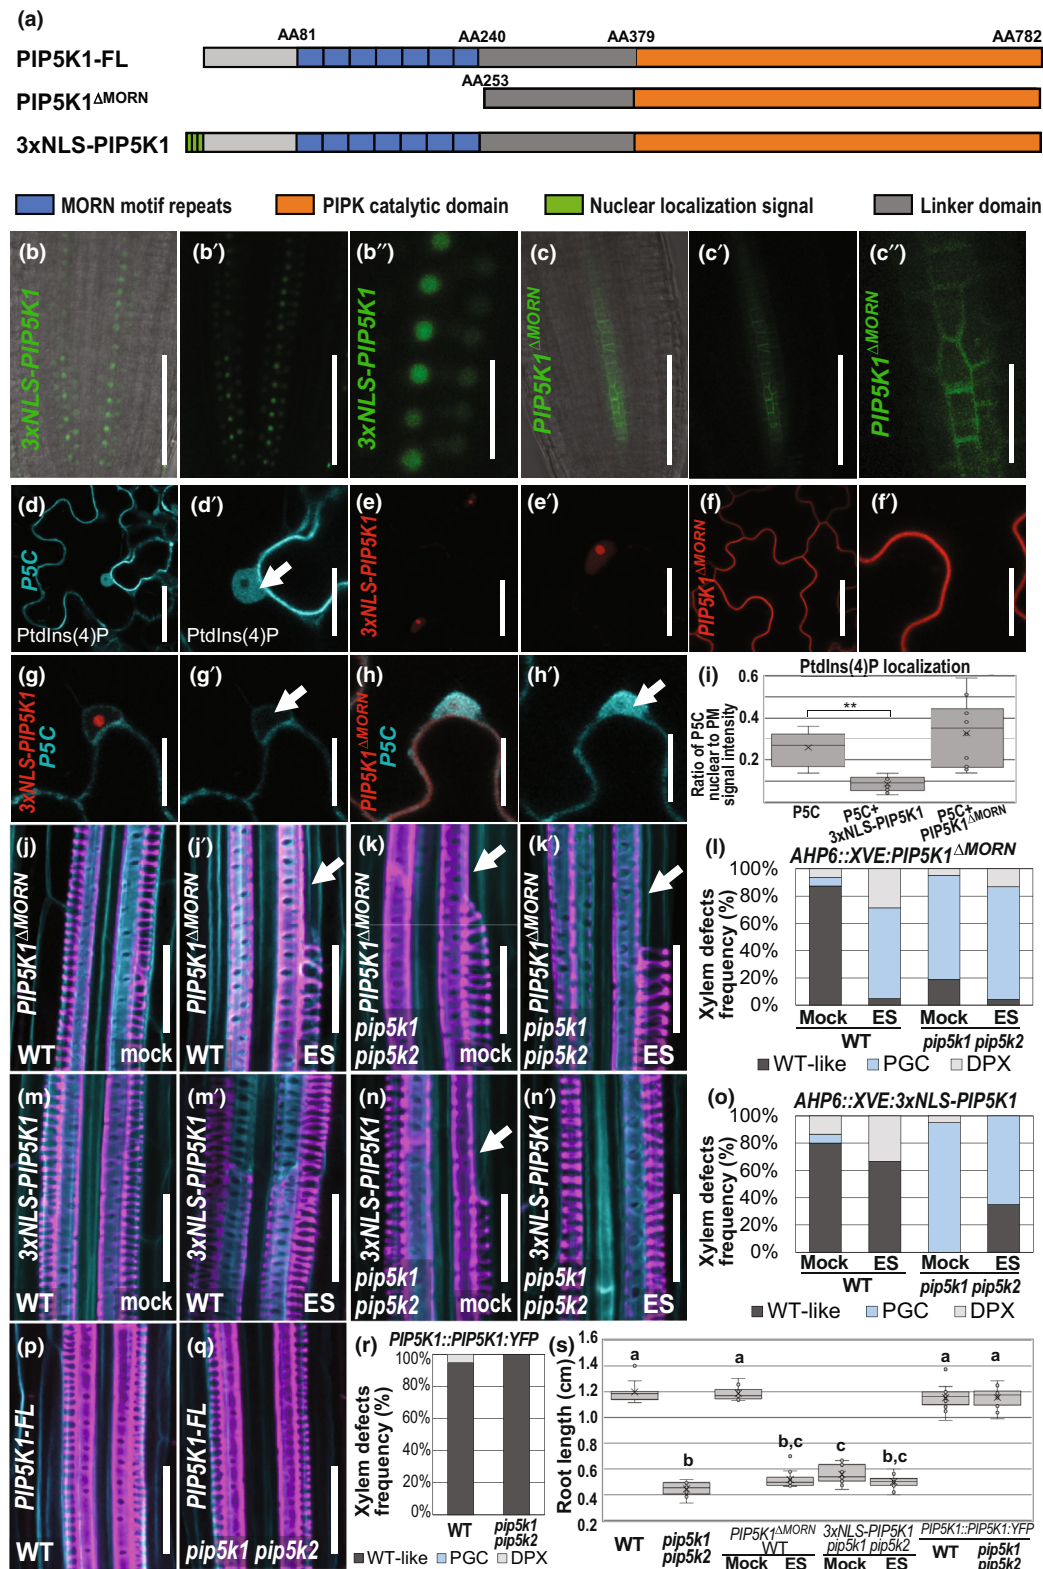 (a)
AA81 AA240 AA379 AA782
PIP5K1-FL
AA253
PIP5K1ΔMORN
3xNLS-PIP5K1
MORN motif repeats PIPK catalytic domain Nuclear localization signal Linker domain
(b) (b′) (b″) (c) (c′) (c″)
3xNLS-PIP5K1 3xNLS-PIP5K1 PIP5K1ΔMORN PIP5K1ΔMORN
(d) (d′) (e) (e′) (f) (f′)
P5C 3xNLS-PIP5K1 PIP5K1ΔMORN
PtdIns(4)P PtdIns(4)P
(g) (g′) (h) (h′)
3xNLS-PIP5K1 P5C PIP5K1ΔMORN P5C
(i) PtdIns(4)P localization
Ratio of P5C nuclear to PM signal intensity
0.6
0.4
0.2
**
P5C P5C+ 3xNLS-PIP5K1 P5C+ PIP5K1ΔMORN
(j) (j′) (k) (k′)
PIP5K1ΔMORN PIP5K1ΔMORN PIP5K1ΔMORN PIP5K1ΔMORN
WT mock WT ES pip5k1 pip5k2 mock pip5k1 pip5k2 ES
(l) AHP6::XVE:PIP5K1ΔMORN
Xylem defects frequency (%)
100%
80%
60%
40%
20%
0%
Mock ES Mock ES
WT pip5k1 pip5k2
WT-like PGC DPX
(m) (m′) (n) (n′)
3xNLS-PIP5K1 3xNLS-PIP5K1 3xNLS-PIP5K1 3xNLS-PIP5K1
WT mock WT ES pip5k1 pip5k2 mock pip5k1 pip5k2 ES
(o) AHP6::XVE:3xNLS-PIP5K1
Xylem defects frequency (%)
100%
80%
60%
40%
20%
0%
Mock ES Mock ES
WT pip5k1 pip5k2
WT-like PGC DPX
(p) (q)
PIP5K1-FL PIP5K1-FL
WT pip5k1 pip5k2
(r) PIP5K1::PIP5K1:YFP
Xylem defects frequency (%)
100%
80%
60%
40%
20%
0%
WT pip5k1 pip5k2
WT-like PGC DPX
(s)
Root length (cm)
1.6
1.4
1.2
1.0
0.8
0.6
0.4
0.2
a b a b,c c b,c a a
WT pip5k1 pip5k2 PIP5K1ΔMORN WT 3xNLS-PIP5K1 pip5k1 pip5k2 PIP5K1::PIP5K1:YFP
Mock ES Mock ES WT pip5k1 pip5k2